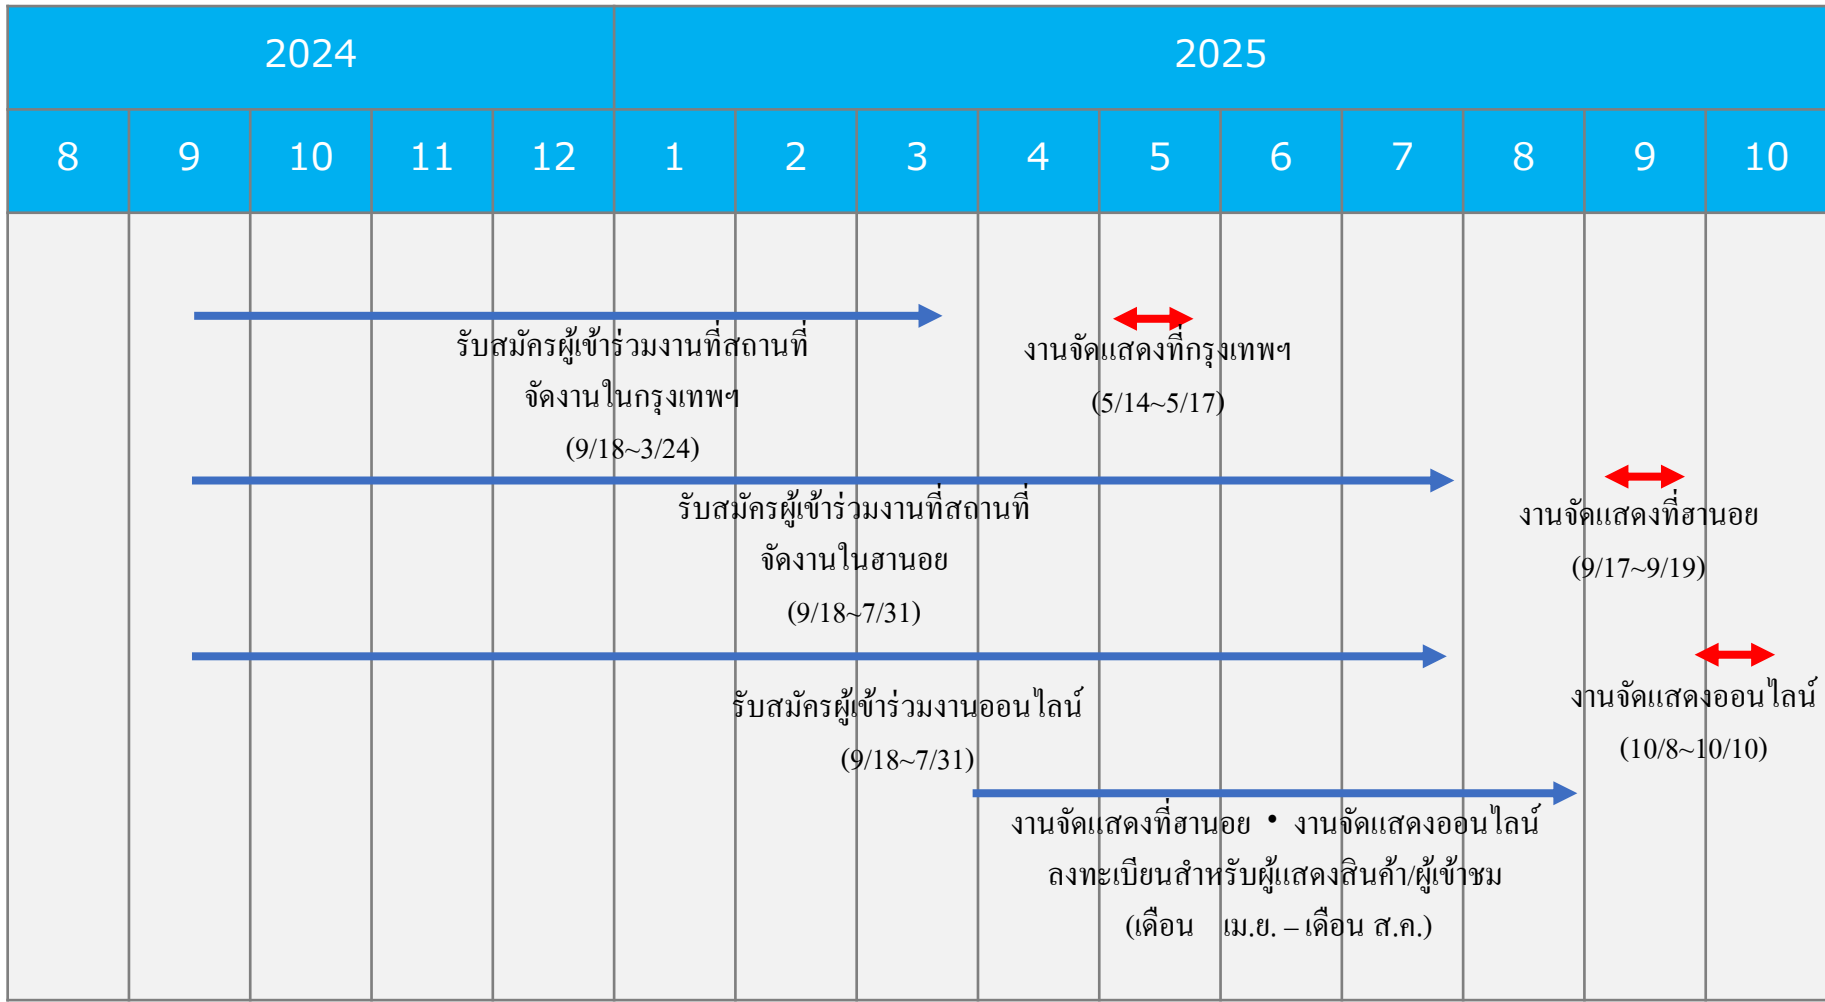 2024 2025
8 9 10 11 12 1 2 3 4 5 6 7 8 9 10
รับสมัครผู้เข้าร่วมงานที่สถานที่
จัดงานในกรุงเทพฯ
(9/18~3/24)
งานจัดแสดงที่กรุงเทพฯ
(5/14~5/17)
รับสมัครผู้เข้าร่วมงานที่สถานที่
จัดงานในฮานอย
(9/18~7/31)
งานจัดแสดงที่ฮานอย
(9/17~9/19)
รับสมัครผู้เข้าร่วมงานออนไลน์
(9/18~7/31)
งานจัดแสดงออนไลน์
(10/8~10/10)
งานจัดแสดงที่ฮานอย • งานจัดแสดงออนไลน์
ลงทะเบียนสำหรับผู้แสดงสินค้า/ผู้เข้าชม
(เดือน เม.ย. – เดือน ส.ค.)